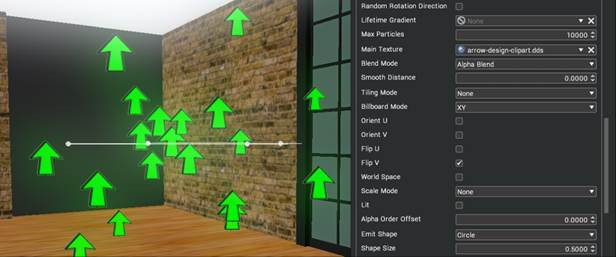 Random Rotation Direction
Lifetime Gradient None
Max Particles 10000
Main Texture arrow-design-clipart.dds
Blend Mode Alpha Blend
Smooth Distance 0.0000
Tiling Mode None
Billboard Mode XY
Orient U
Orient V
Flip U
Flip V
World Space
Scale Mode None
Lit
Alpha Order Offset 0.0000
Emit Shape Circle
Shape Size 0.5000